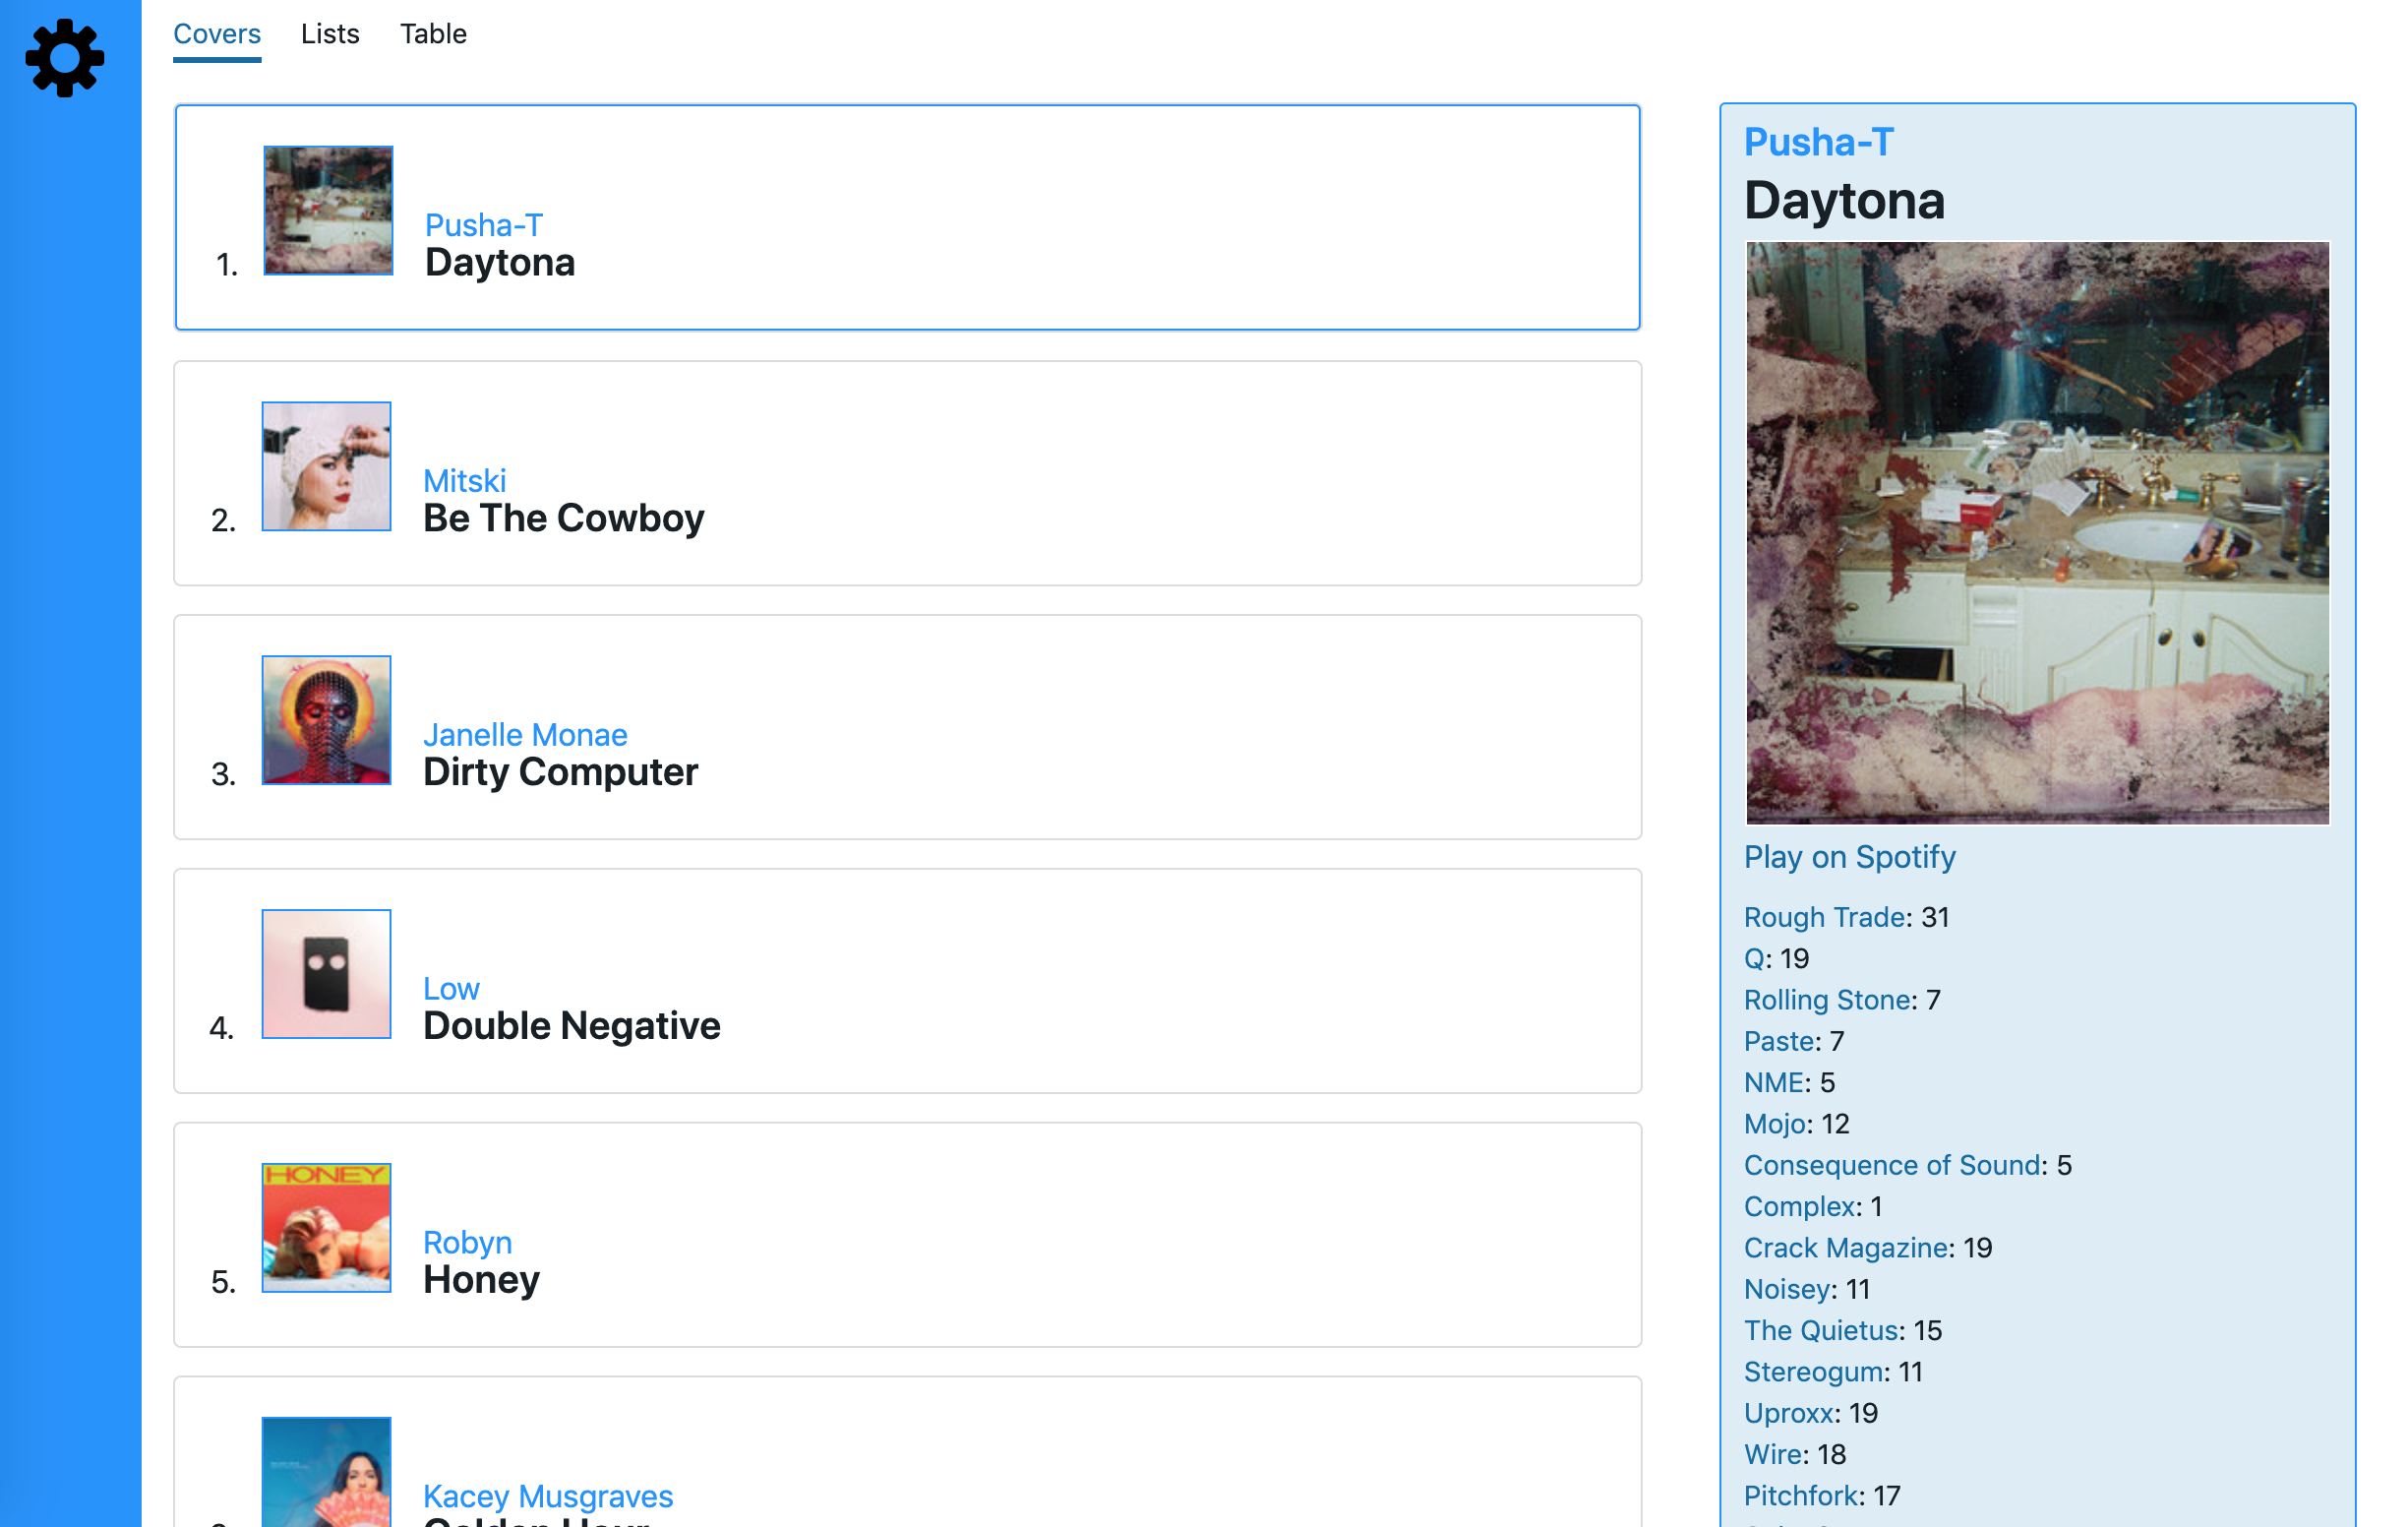 Covers Lists Table
1.
Pusha-T
Daytona
2.
Mitski
Be The Cowboy
3.
Janelle Monae
Dirty Computer
4.
Low
Double Negative
5.
HONEY
Robyn
Honey
Kacey Musgraves
Golden Hour
Pusha-T
Daytona
Play on Spotify
Rough Trade: 31
Q: 19
Rolling Stone: 7
Paste: 7
NME: 5
Mojo: 12
Consequence of Sound: 5
Complex: 1
Crack Magazine: 19
Noisey: 11
The Quietus: 15
Stereogum: 11
Uproxx: 19
Wire: 18
Pitchfork: 17